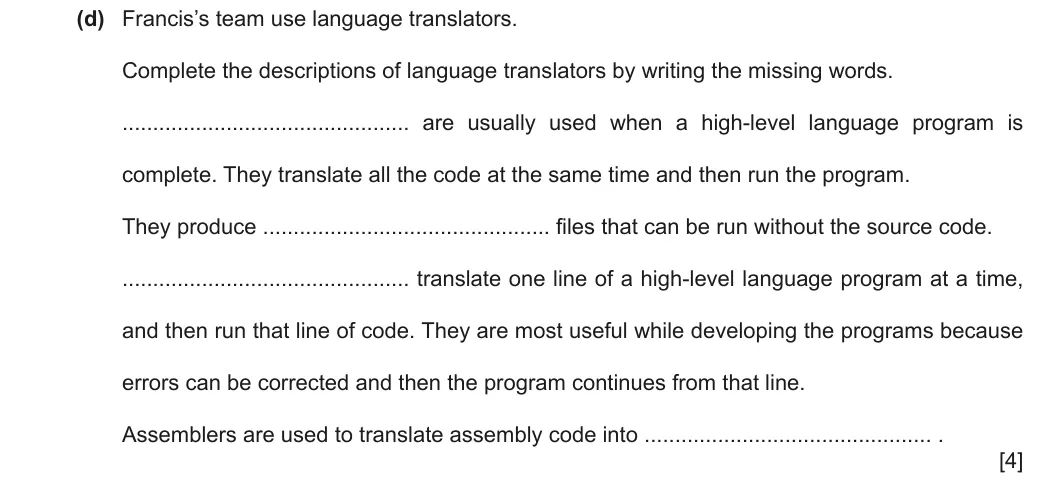 (d) Francis’s team use language translators.
Complete the descriptions of language translators by writing the missing words.
............................................... are usually used when a high-level language program is
complete. They translate all the code at the same time and then run the program.
They produce ............................................... files that can be run without the source code.
............................................... translate one line of a high-level language program at a time,
and then run that line of code. They are most useful while developing the programs because
errors can be corrected and then the program continues from that line.
Assemblers are used to translate assembly code into ............................................... .
[4]